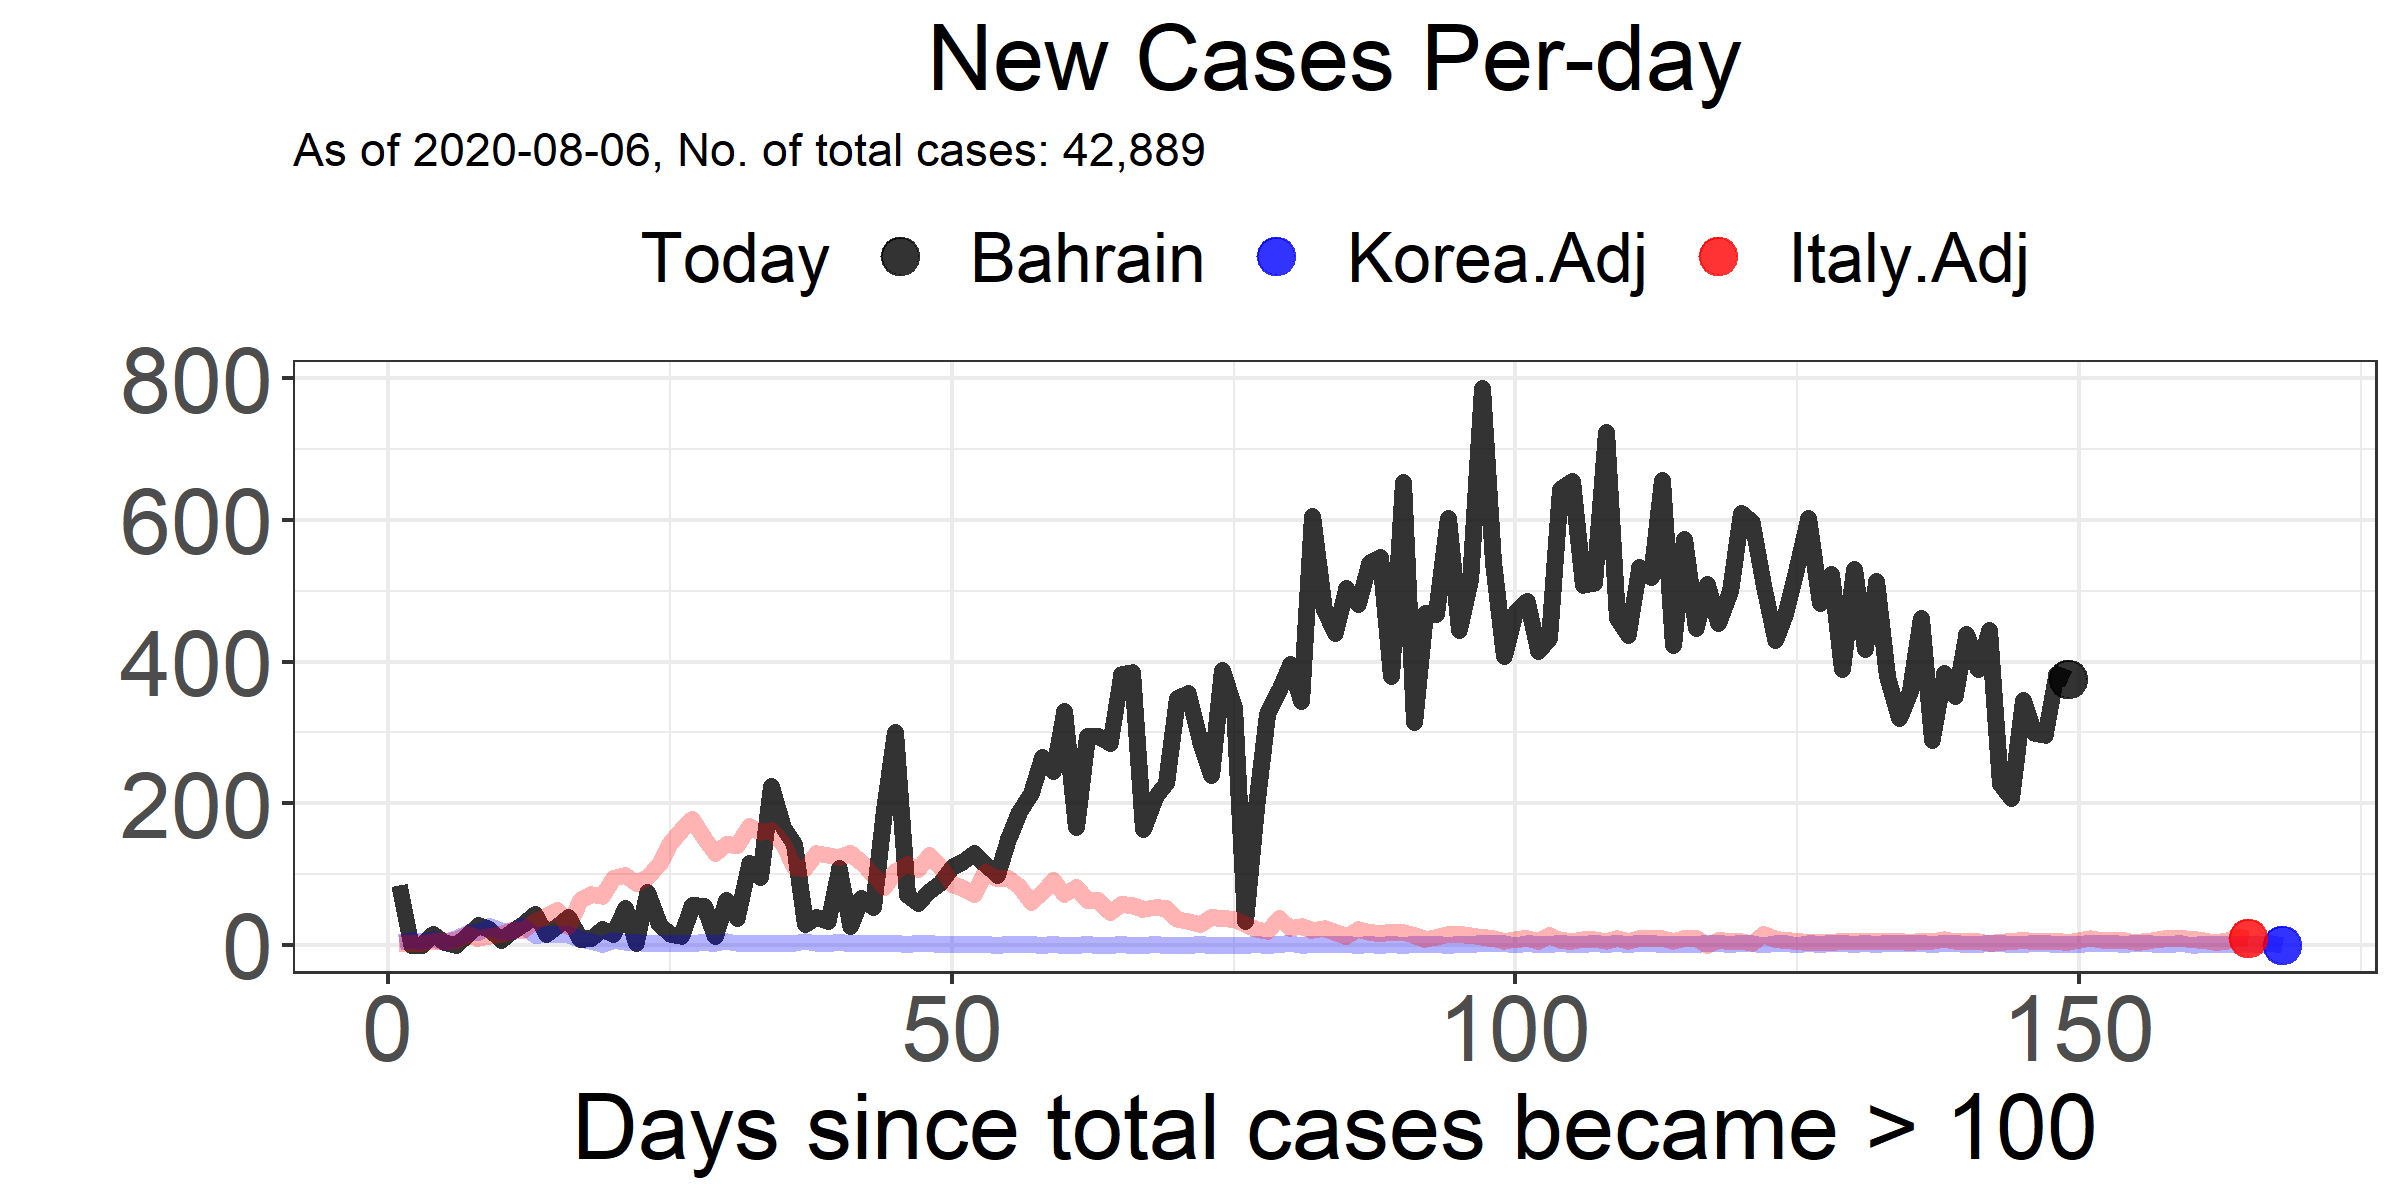 New Cases Per-day
As of 2020-08-06, No. of total cases: 42,889
Today Bahrain Korea.Adj Italy.Adj
800
600
400
200
0
0 50 100 150
Days since total cases became > 100